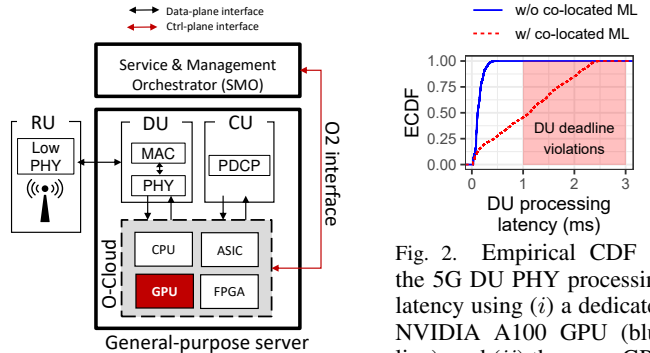 Data-plane interface
Ctrl-plane interface
Service & Management
Orchestrator (SMO)
RU
Low
PHY
DU
MAC
PHY
CU
PDCP
O2 interface
O-Cloud
CPU
ASIC
GPU
FPGA
General-purpose server
w/o co-located ML
w/ co-located ML
ECDF
1.00
0.75
0.50
0.25
0.00
DU deadline
violations
0 1 2 3
DU processing
latency (ms)
Fig. 2. Empirical CDF
the 5G DU PHY processin
latency using (i) a dedicate
NVIDIA A100 GPU (blu